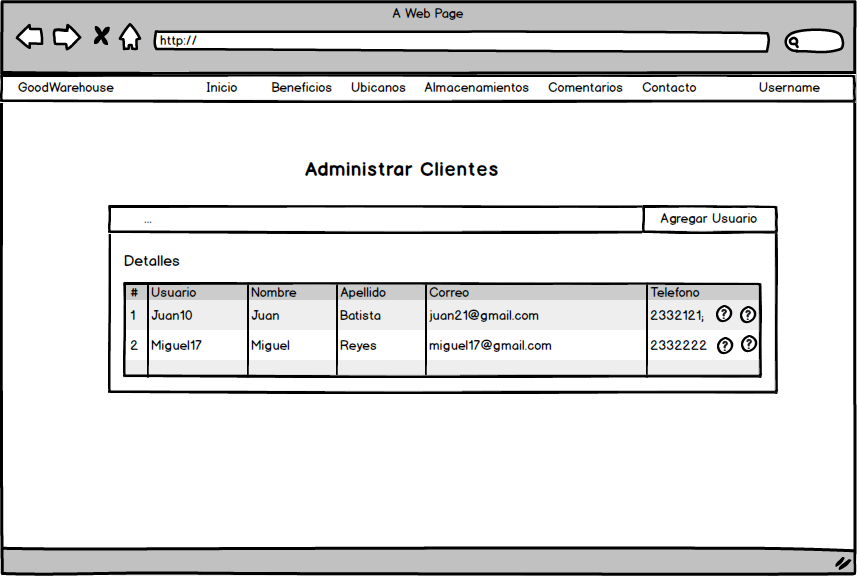 A Web Page
http://
GoodWarehouse Inicio Beneficios Ubicanos Almacenamientos Comentarios Contacto Username
Administrar Clientes
... Agregar Usuario
Detalles
# Usuario Nombre Apellido Correo Telefono
1 Juan10 Juan Batista juan21@gmail.com 2332121; ? ?
2 Miguel17 Miguel Reyes miguel17@gmail.com 2332222 ? ?